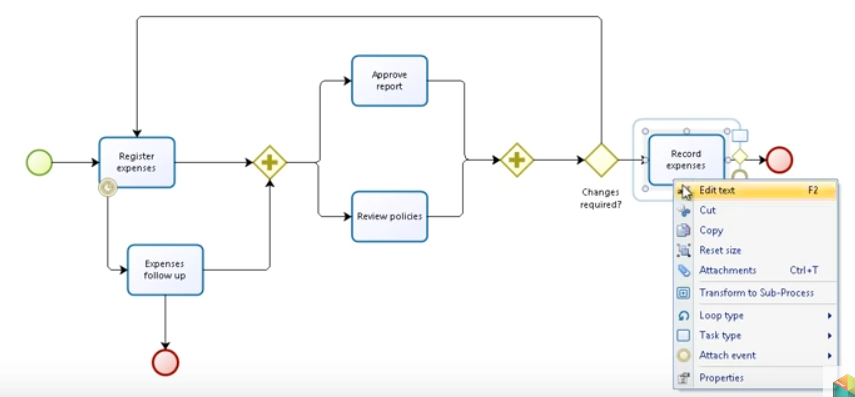 Approve
report
Register
expenses
Record
expenses
Changes
required?
Review policies
Expenses
follow up
Edit text F2
Cut
Copy
Reset size
Attachments Ctrl+T
Transform to Sub-Process
Loop type
Task type
Attach event
Properties